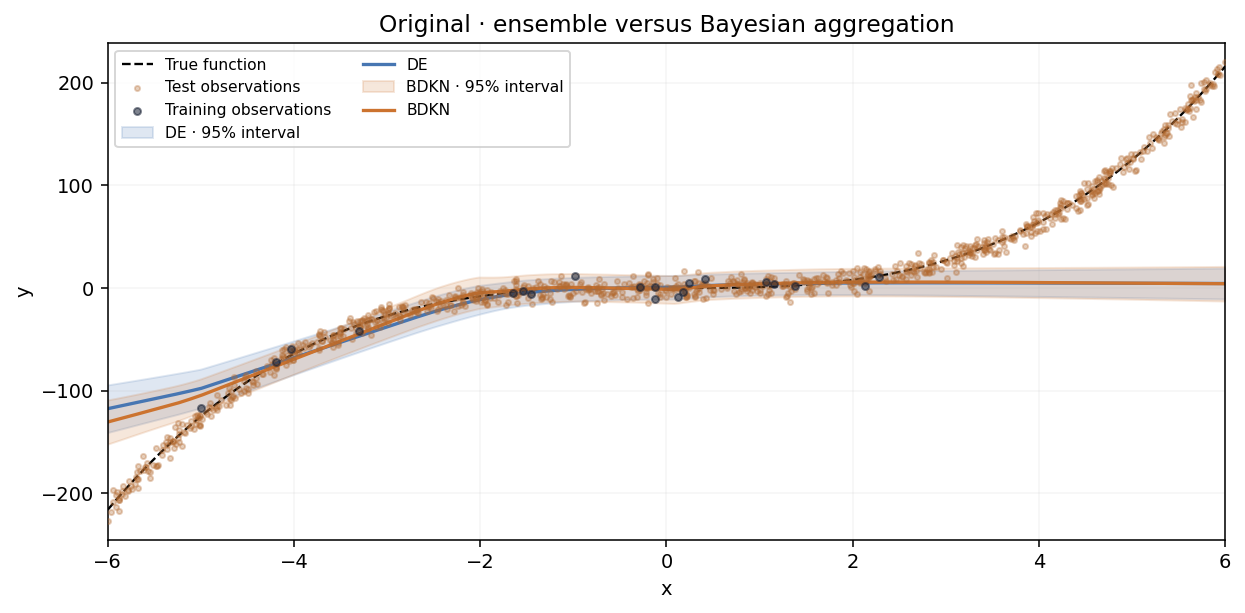 Original · ensemble versus Bayesian aggregation
True function
Test observations
Training observations
DE · 95% interval
DE
BDKN · 95% interval
BDKN
y
200
100
0
−100
−200
−6
−4
−2
0
2
4
6
x